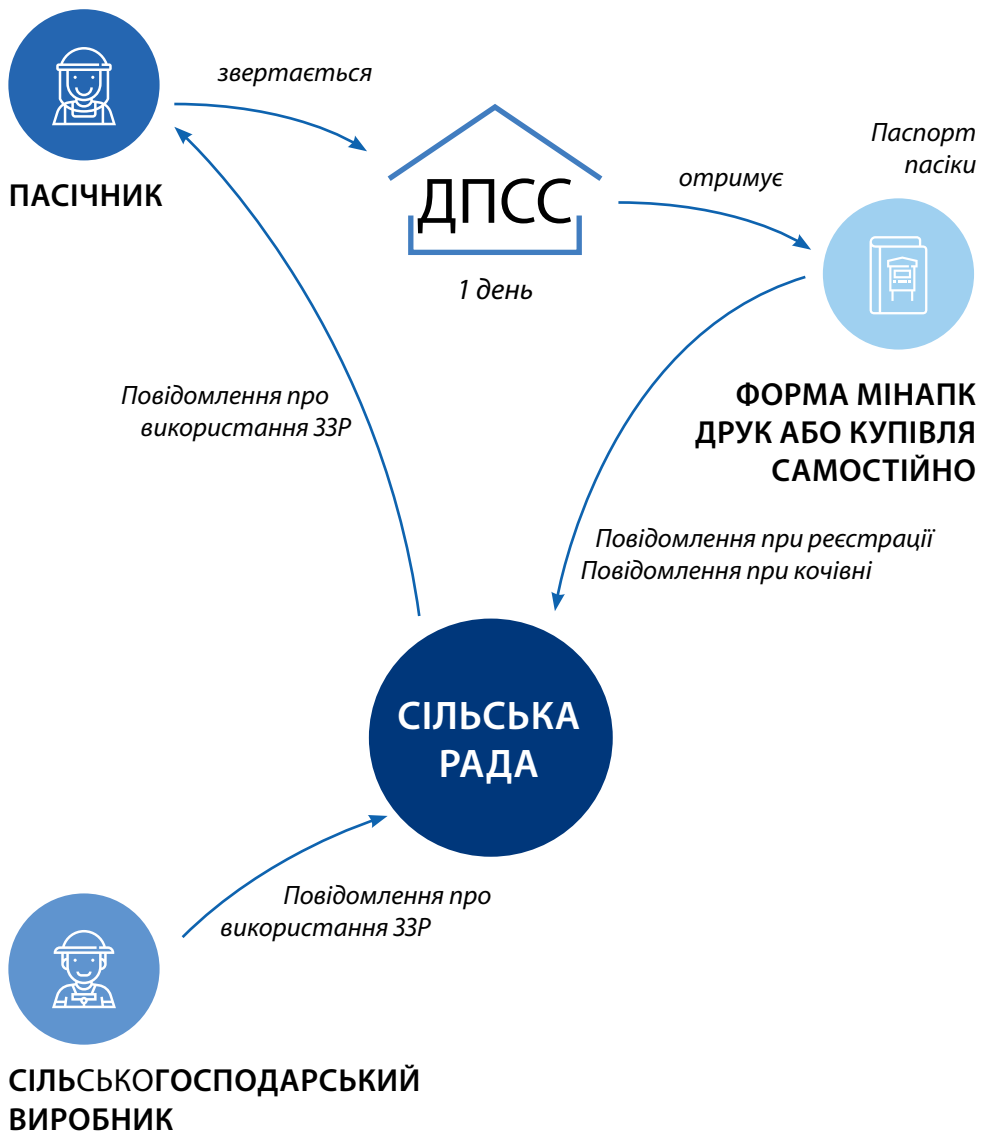 звертається
ПАСІЧНИК
ДПСС
1 день
отримує
Паспорт
пасіки
ФОРМА МІНАПК
ДРУК АБО КУПІВЛЯ
САМОСТІЙНО
Повідомлення про
використання ЗЗР
Повідомлення при реєстрації
Повідомлення при кочівні
СІЛЬСЬКА
РАДА
Повідомлення про
використання ЗЗР
СІЛЬСЬКОГОСПОДАРСЬКИЙ
ВИРОБНИК